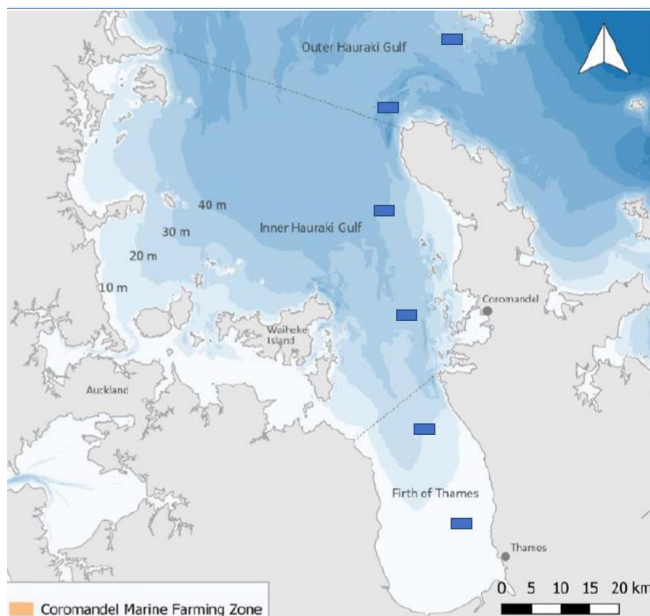 Outer Hauraki Gulf
40 m
30 m
Inner Hauraki Gulf
20 m
10 m
Coromandel
Waiheke
Island
Auckland
Firth of Thames
Thames
0 5 10 15 20 km
Coromandel Marine Farming Zone